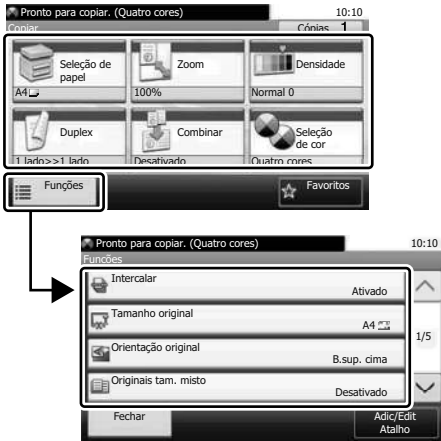 Pronto para copiar. (Quatro cores) 10:10
Copiar Cópias 1
Seleção de papel
A4
Zoom
100%
Densidade
Normal 0
Duplex
1 lado>>1 lado
Combinar
Desativado
Seleção de cor
Quatro cores
Funções
Favoritos
Pronto para copiar. (Quatro cores) 10:10
Funções
Intercalar
Ativado
Tamanho original
A4
Orientação original
B.sup. cima
Originais tam. misto
Desativado
1/5
Fechar
Adic/Edit
Atalho